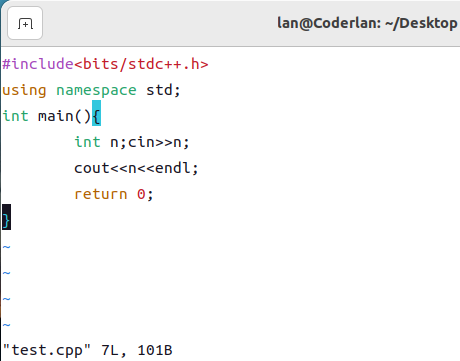 lan@Coderlan: ~/Desktop
#include<bits/stdc++.h>
using namespace std;
int main(){
        int n;cin>>n;
        cout<<n<<endl;
        return 0;
}
~
~
~
~
"test.cpp" 7L, 101B